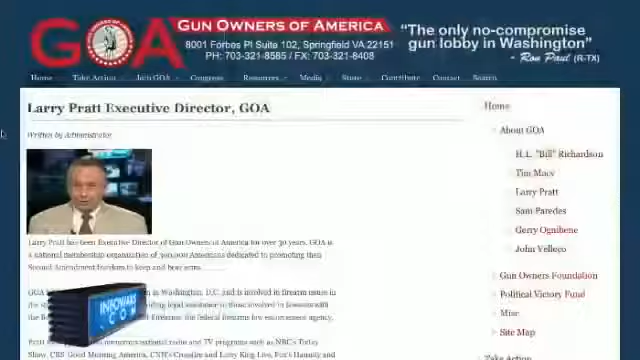 GOA
GUN OWNERS OF AMERICA
8001 Forbes Pl Suite 102, Springfield VA 22151
PH: 703-321-8585 / FX: 703-321-8408
"The only no-compromise
gun lobby in Washington"
- Ron Paul (R-TX)
Home Take Action Join GOA Congress Resources Media Store Contribute Contact Search
Larry Pratt Executive Director, GOA
Written by Administrator
Larry Pratt has been Executive Director of Gun Owners of America for over 30 years. GOA is
a national membership organization of 300,000 Americans dedicated to promoting their
Second Amendment freedom to keep and bear arms.
in Washington, D.C. and is involved in firearm issues in
legal assistance to those involved in lawsuits with
Firearms, the federal firearms law enforcement agency.
national radio and TV programs such as NBC's Today
Show, CBS' Good Morning America, CNN's Crossfire and Larry King Live, Fox's Hannity and
INFOWARS
.COM
Home
About GOA
H.L. "Bill" Richardson
Tim Macy
Larry Pratt
Sam Paredes
Gerry Ognibene
John Velleco
Gun Owners Foundation
Political Victory Fund
Misc
Site Map
Take Action